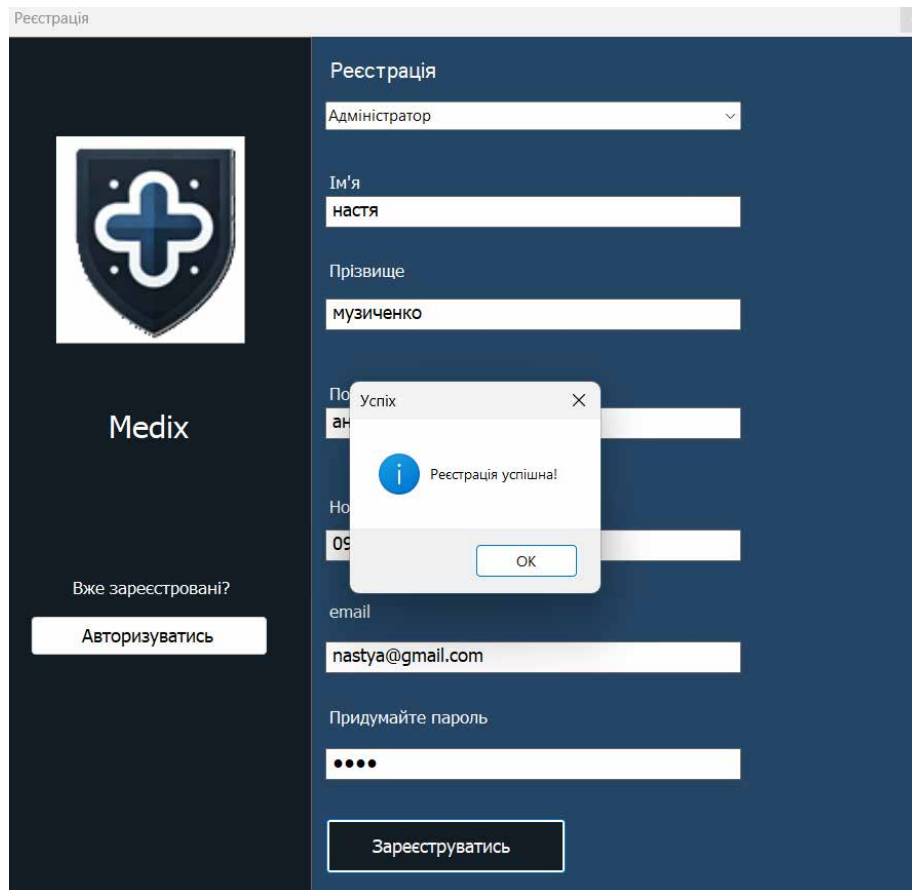 Реєстрація
Реєстрація
Адміністратор
Ім'я
настя
Прізвище
музиченко
Medix
Успіх
Реєстрація успішна!
OK
Вже зареєстровані?
Авторизуватись
email
nastya@gmail.com
Придумайте пароль
••••
Зареєструватись